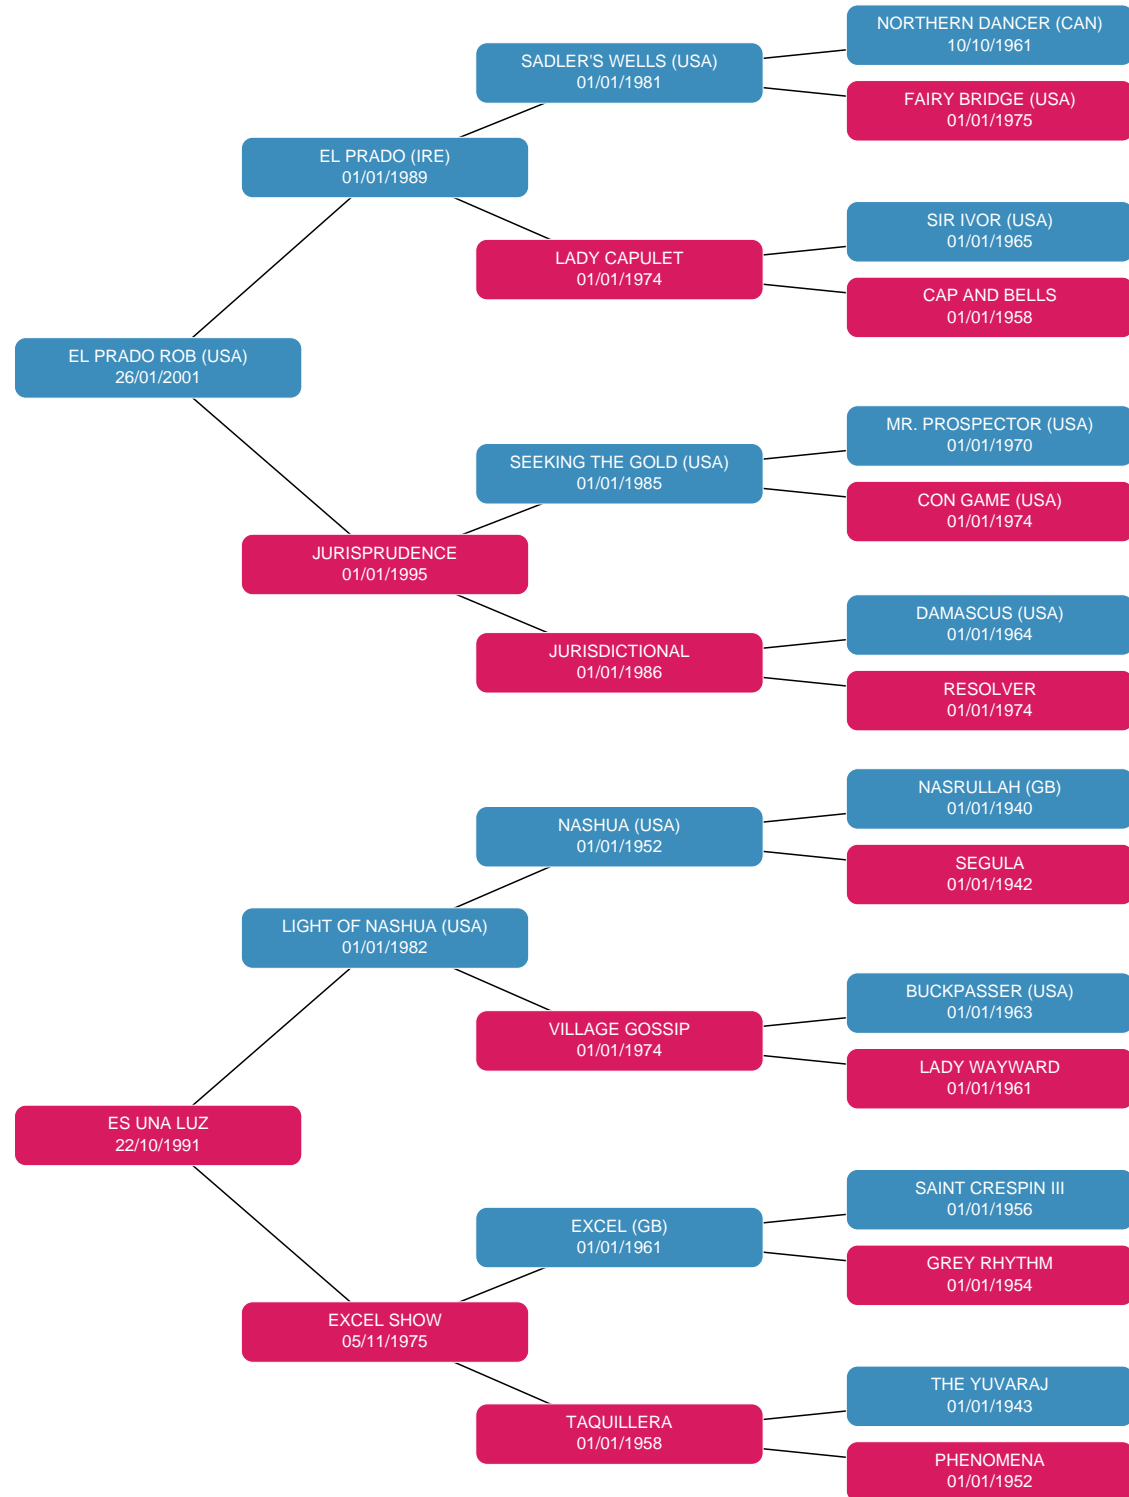 NORTHERN DANCER (CAN)
10/10/1961
SADLER'S WELLS (USA)
01/01/1981
FAIRY BRIDGE (USA)
01/01/1975
EL PRADO (IRE)
01/01/1989
SIR IVOR (USA)
01/01/1965
LADY CAPULET
01/01/1974
CAP AND BELLS
01/01/1958
EL PRADO ROB (USA)
26/01/2001
MR. PROSPECTOR (USA)
01/01/1970
SEEKING THE GOLD (USA)
01/01/1985
CON GAME (USA)
01/01/1974
JURISPRUDENCE
01/01/1995
DAMASCUS (USA)
01/01/1964
JURISDICTIONAL
01/01/1986
RESOLVER
01/01/1974
NASRULLAH (GB)
01/01/1940
NASHUA (USA)
01/01/1952
SEGULA
01/01/1942
LIGHT OF NASHUA (USA)
01/01/1982
BUCKPASSER (USA)
01/01/1963
VILLAGE GOSSIP
01/01/1974
LADY WAYWARD
01/01/1961
ES UNA LUZ
22/10/1991
SAINT CRESPIN III
01/01/1956
EXCEL (GB)
01/01/1961
GREY RHYTHM
01/01/1954
EXCEL SHOW
05/11/1975
THE YUVARAJ
01/01/1943
TAQUILLERA
01/01/1958
PHENOMENA
01/01/1952